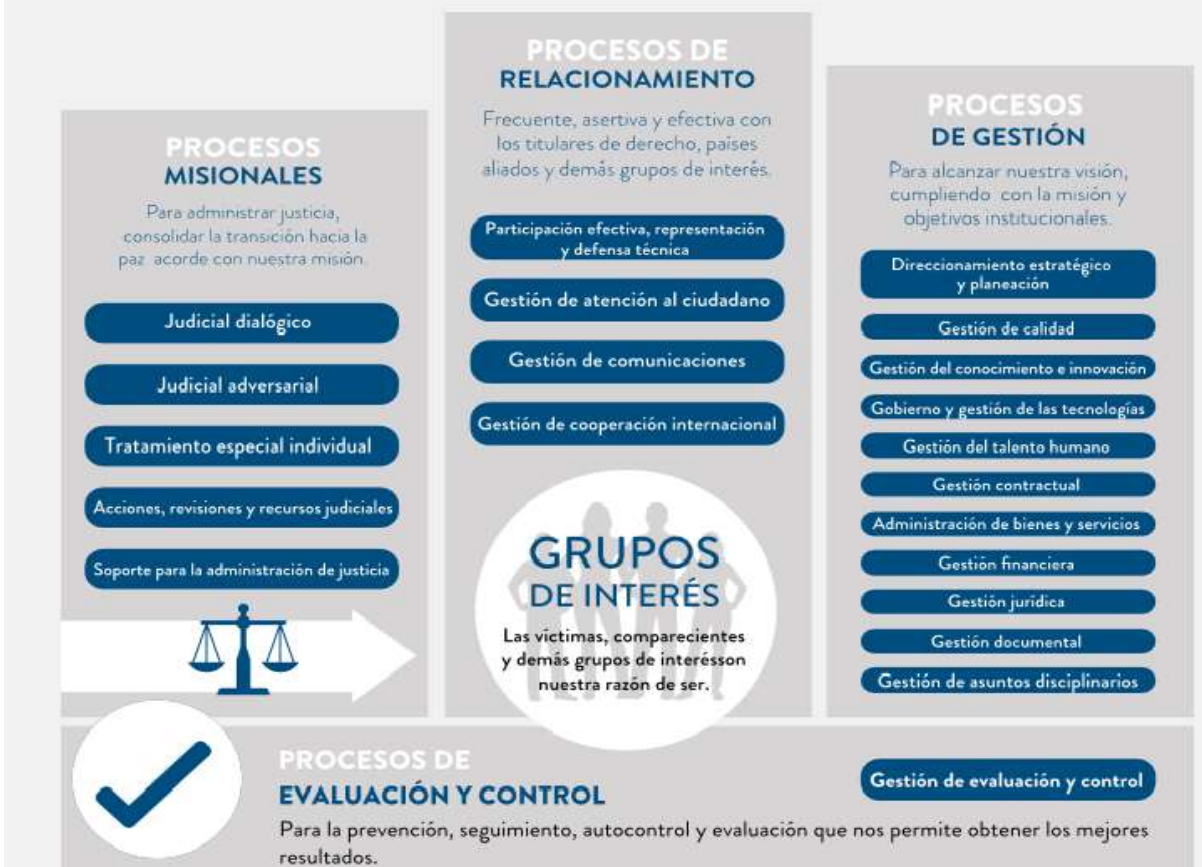 PROCESOS
MISIONALES
Para administrar justicia,
consolidar la transición hacia la
paz acorde con nuestra misión.
Judicial dialógico
Judicial adversarial
Tratamiento especial individual
Acciones, revisiones y recursos judiciales
Soporte para la administración de justicia
PROCESOS DE
RELACIONAMIENTO
Frecuente, asertiva y efectiva con
los titulares de derecho, países
aliados y demás grupos de interés.
Participación efectiva, representación
y defensa técnica
Gestión de atención al ciudadano
Gestión de comunicaciones
Gestión de cooperación internacional
GRUPOS
DE INTERÉS
Las víctimas, comparecientes
y demás grupos de interésson
nuestra razón de ser.
PROCESOS
DE GESTIÓN
Para alcanzar nuestra visión,
cumpliendo con la misión y
objetivos institucionales.
Direccionamiento estratégico
y planeación
Gestión de calidad
Gestión del conocimiento e innovación
Gobierno y gestión de las tecnologías
Gestión del talento humano
Gestión contractual
Administración de bienes y servicios
Gestión financiera
Gestión jurídica
Gestión documental
Gestión de asuntos disciplinarios
PROCESOS DE
EVALUACIÓN Y CONTROL
Gestión de evaluación y control
Para la prevención, seguimiento, autocontrol y evaluación que nos permite obtener los mejores
resultados.